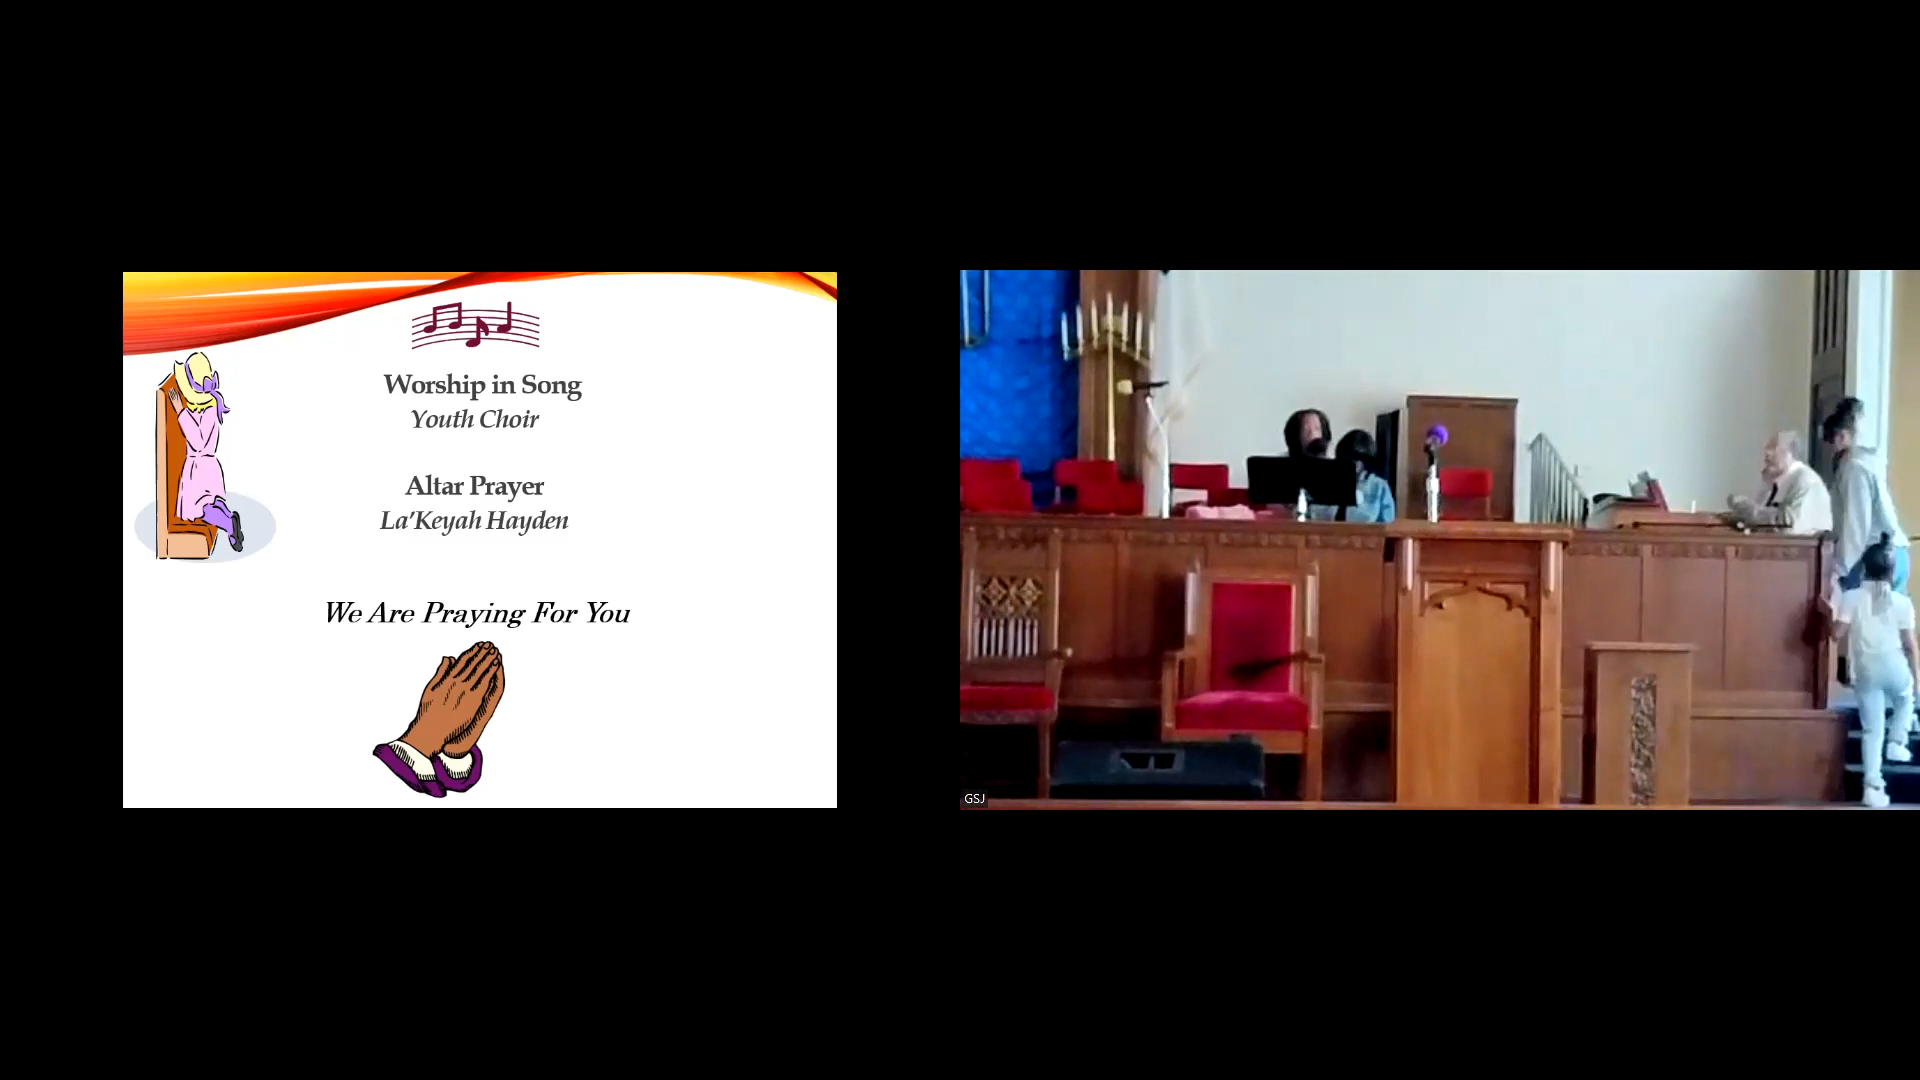 Worship in Song
Youth Choir
Altar Prayer
La'Keyah Hayden
We Are Praying For You
GSJ